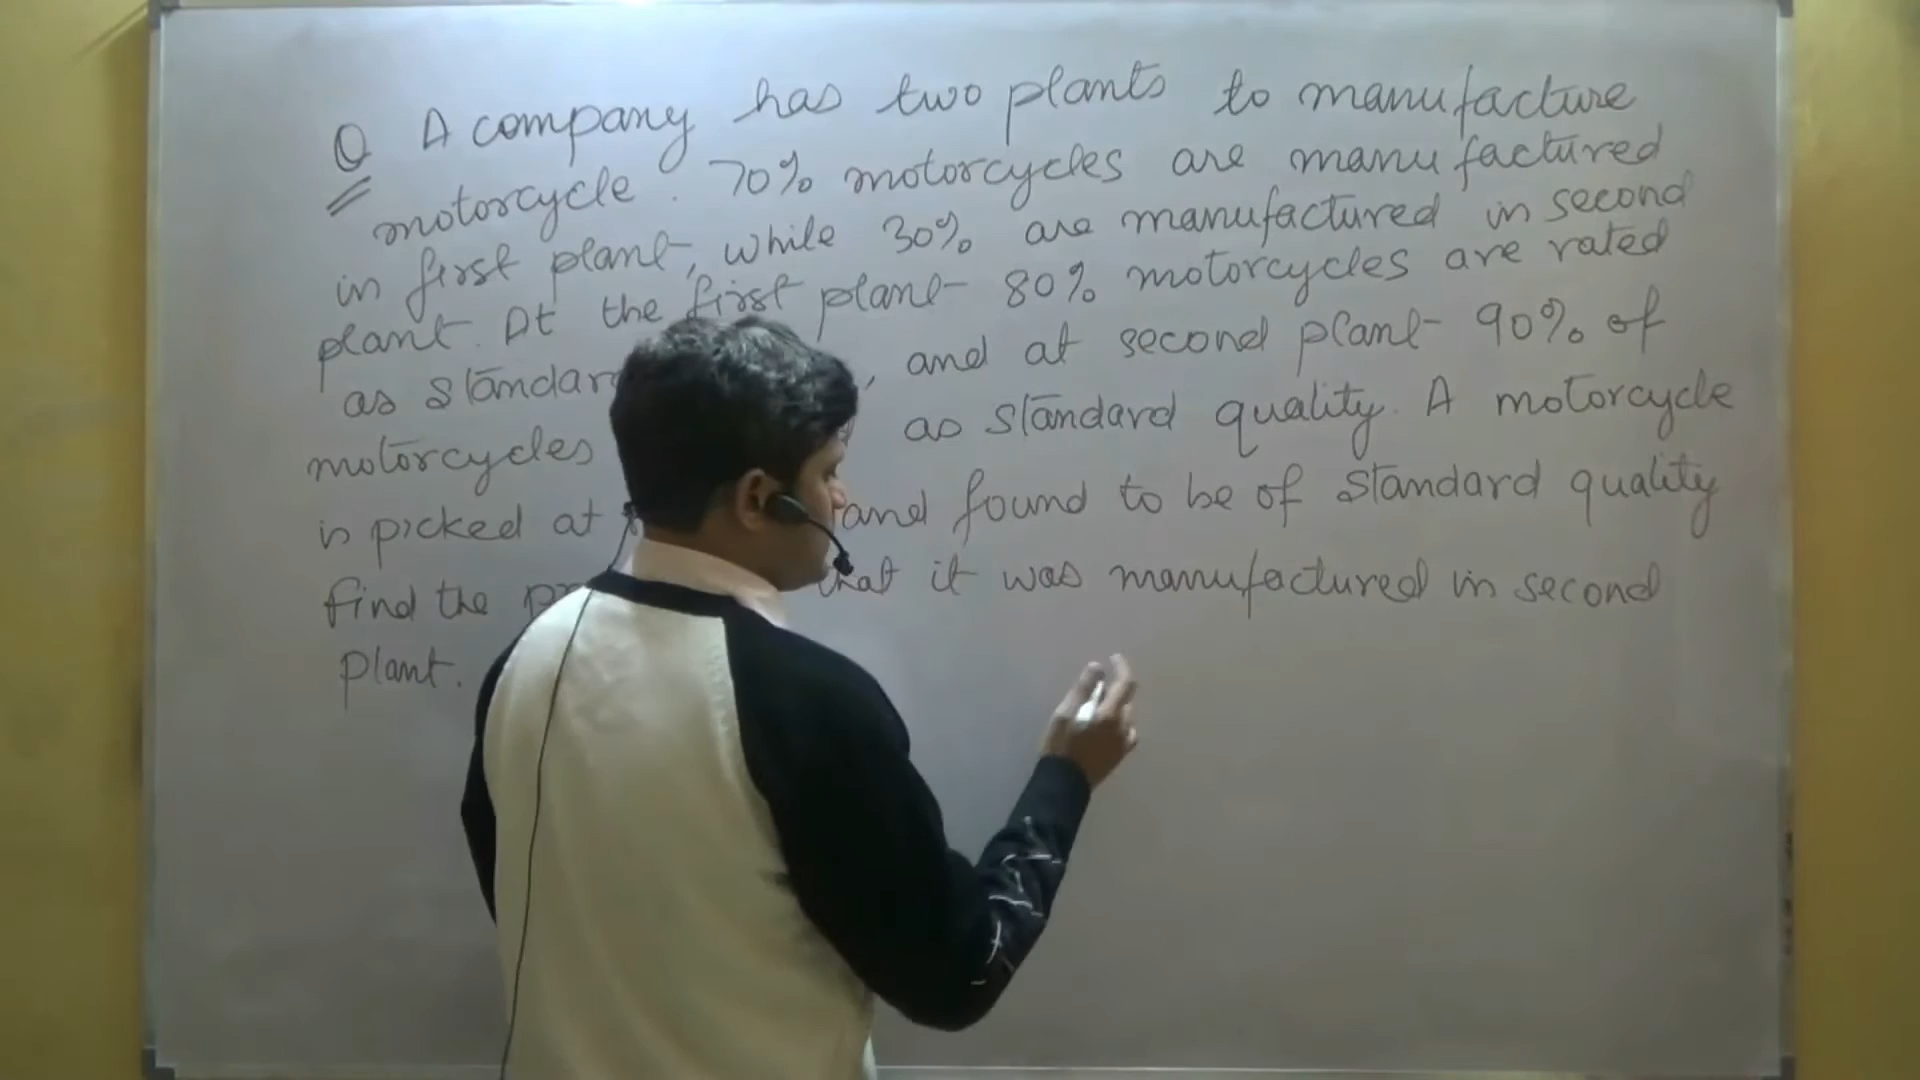 Q A company has two plants to manufacture
motorcycle. 70% motorcycles are manufactured
in first plant, while 30% are manufactured in second
plant. At the first plant 80% motorcycles are rated
as standard , and at second plant 90% of
motorcycles as standard quality. A motorcycle
is picked at and found to be of standard quality
find the that it was manufactured in second
plant.